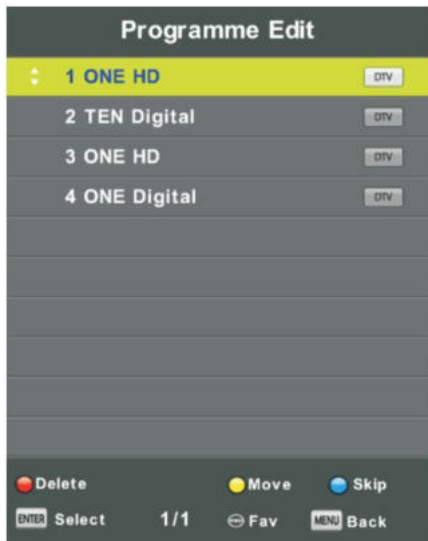 Programme Edit
1 ONE HD DTV
2 TEN Digital DTV
3 ONE HD DTV
4 ONE Digital DTV
Delete Move Skip
ENTER Select 1/1 Fav MENU Back